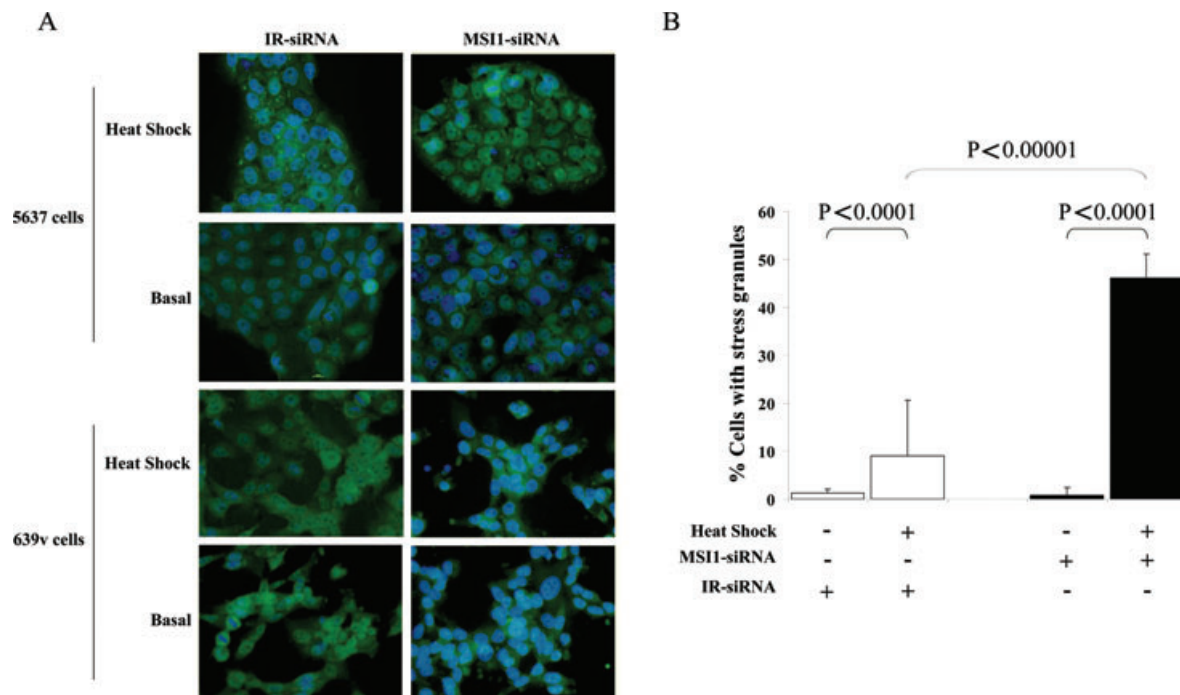 A
IR-siRNA MSI1-siRNA
Heat Shock
5637 cells
Basal
Heat Shock
639v cells
Basal
B
P<0.00001
P<0.0001 P<0.0001
% Cells with stress granules
60
50
40
30
20
10
0
Heat Shock - + - +
MSI1-siRNA - - + +
IR-siRNA + + - -